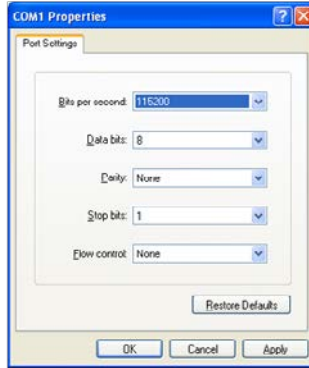 COM1 Properties
Port Settings
Bits per second: 115200
Data bits: 8
Parity: None
Stop bits: 1
Flow control: None
Restore Defaults
OK Cancel Apply